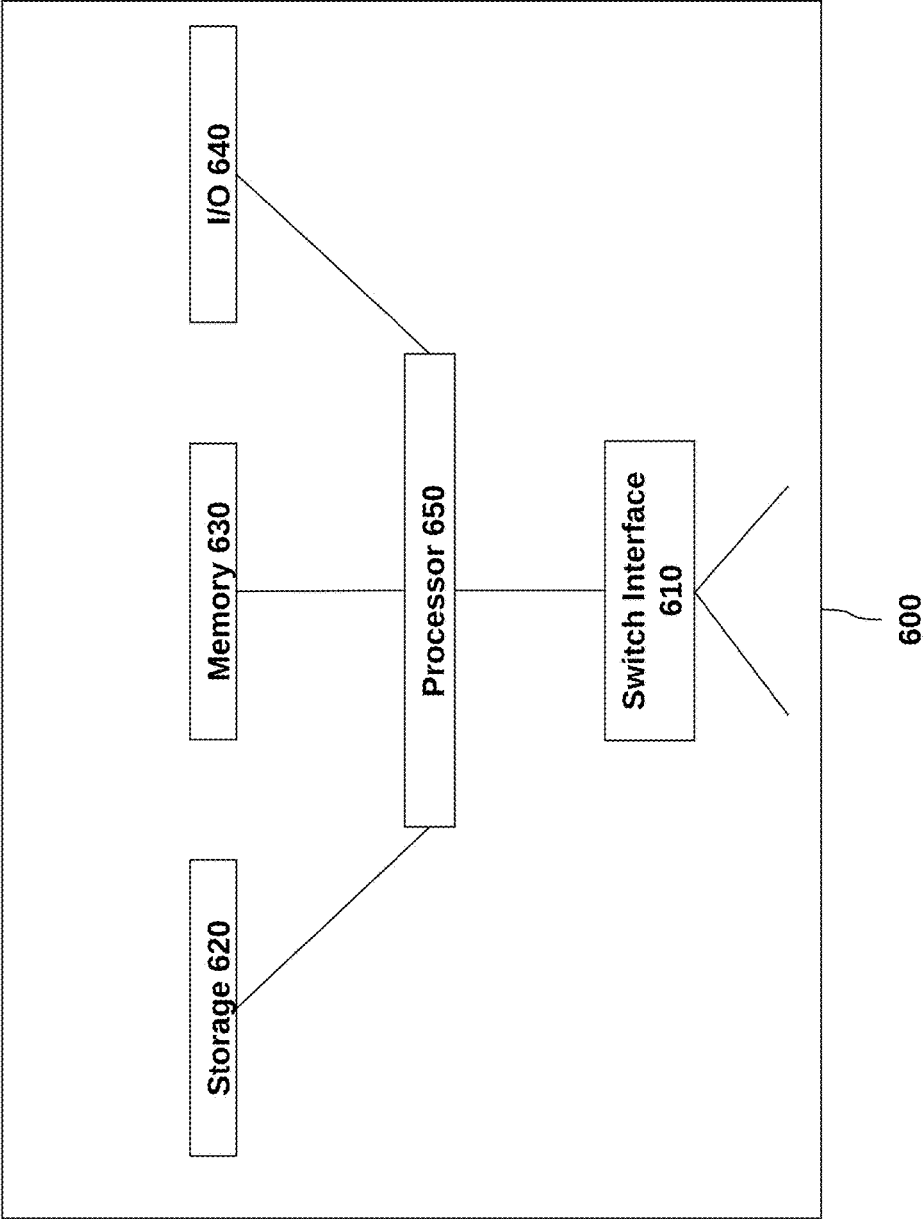 Storage 620
Memory 630
I/O 640
Processor 650
Switch Interface
610
600